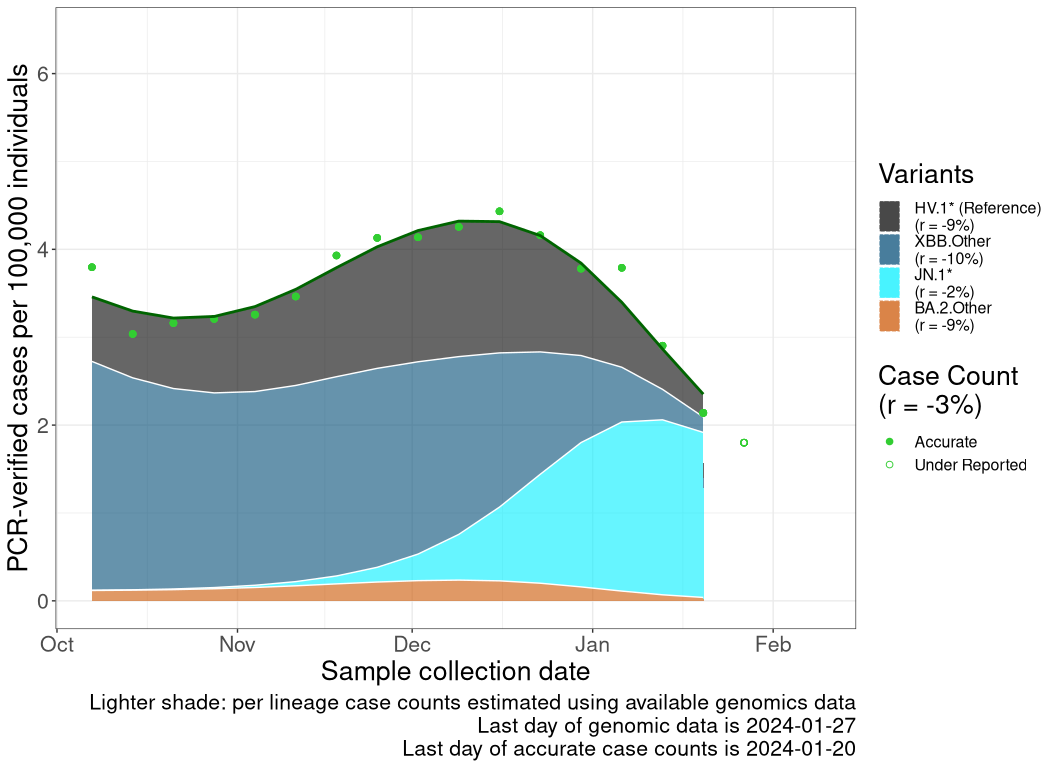 PCR-verified cases per 100,000 individuals
6
4
2
0
Oct
Nov
Dec
Jan
Feb
Sample collection date
Lighter shade: per lineage case counts estimated using available genomics data
Last day of genomic data is 2024-01-27
Last day of accurate case counts is 2024-01-20
Variants
HV.1* (Reference)
(r = -9%)
XBB.Other
(r = -10%)
JN.1*
(r = -2%)
BA.2.Other
(r = -9%)
Case Count
(r = -3%)
Accurate
Under Reported